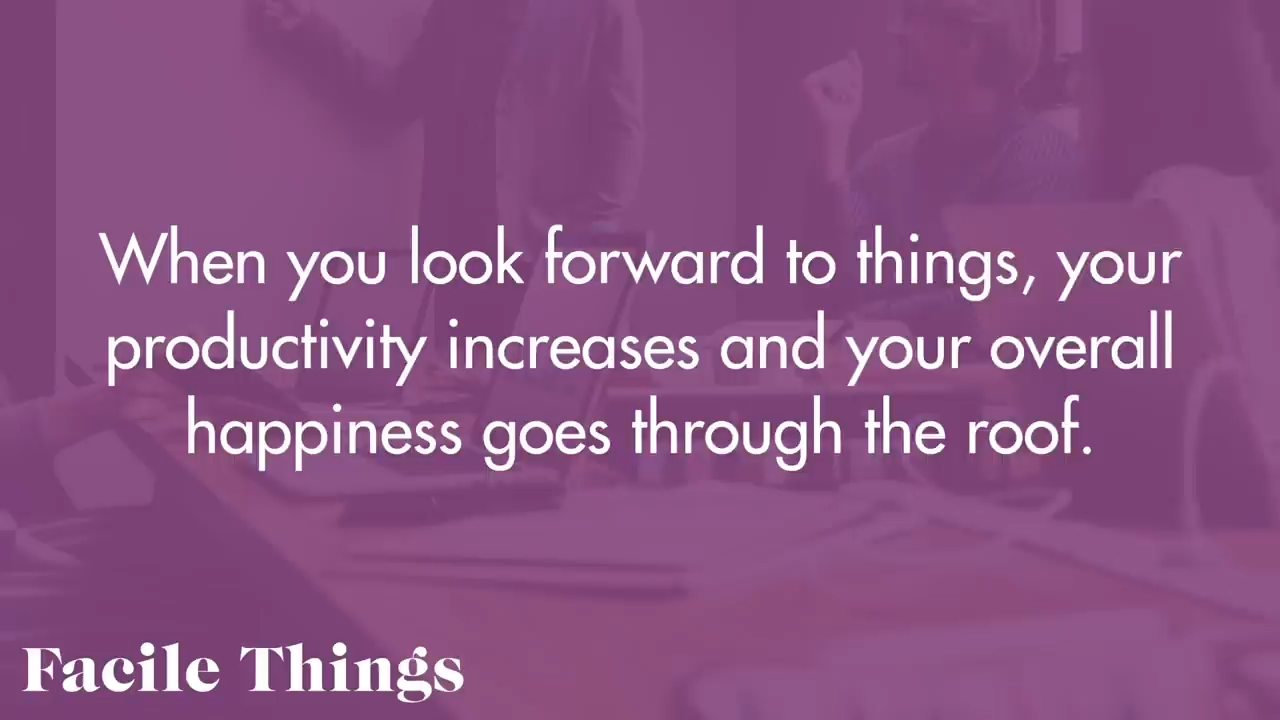 When you look forward to things, your
productivity increases and your overall
happiness goes through the roof.
Facile Things